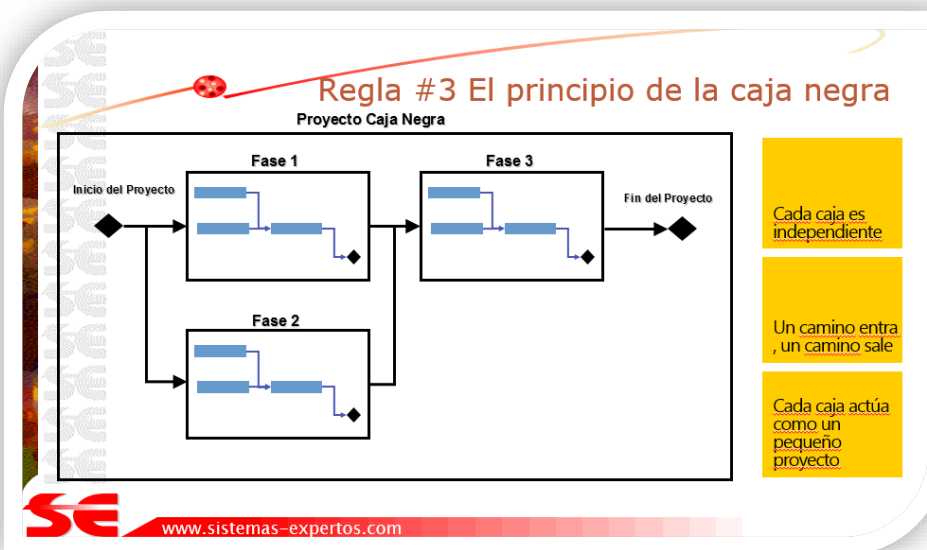 Regla #3 El principio de la caja negra
Proyecto Caja Negra
Fase 1
Fase 3
Inicio del Proyecto
Fin del Proyecto
Fase 2
Cada caja es
independiente
Un camino entra
, un camino sale
Cada caja actúa
como un
pequeño
proyecto
SE
www.sistemas-expertos.com